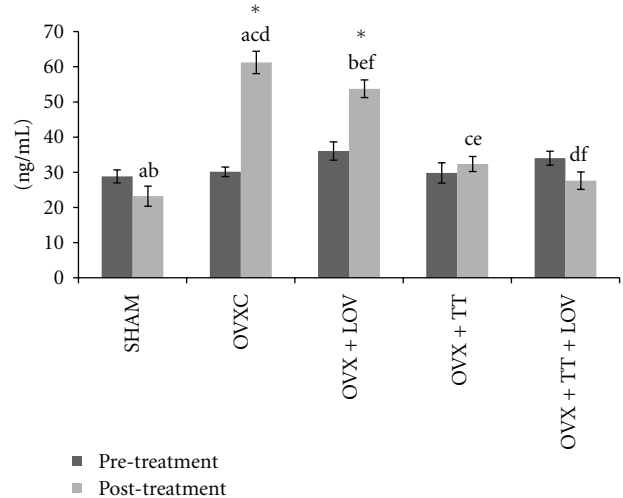 70
60
50
40
30
20
10
0
(ng/mL)
ab
*
acd
*
bef
ce
df
SHAM
OVXC
OVX + LOV
OVX + TT
OVX + TT + LOV
Pre-treatment
Post-treatment